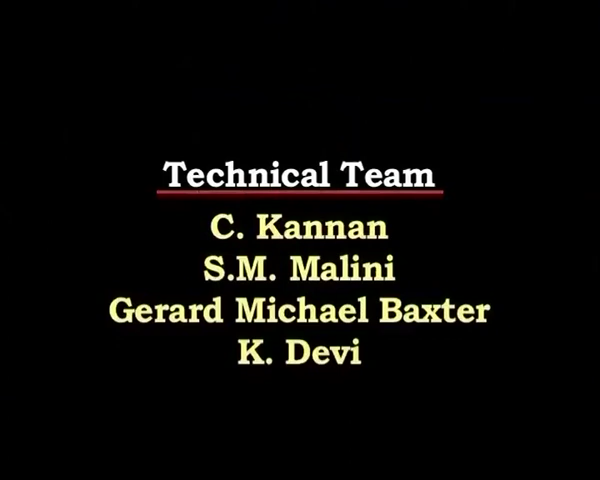 Technical Team
C. Kannan
S.M. Malini
Gerard Michael Baxter
K. Devi